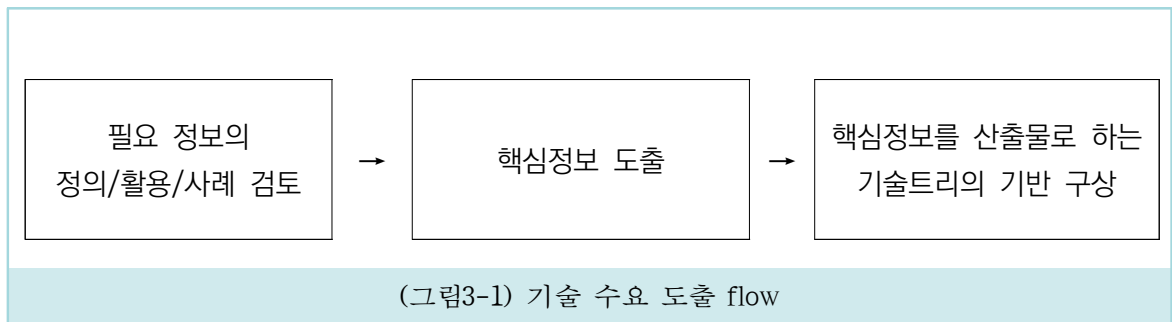 필요 정보의
정의/활용/사례 검토
→
핵심정보 도출
→
핵심정보를 산출물로 하는
기술트리의 기반 구상
(그림3-1) 기술 수요 도출 flow